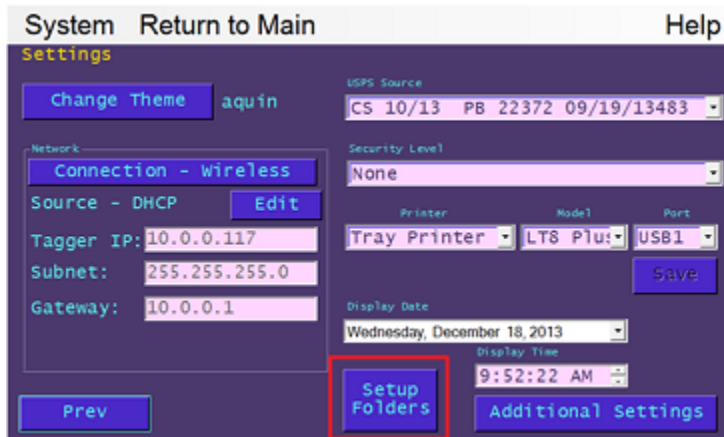 System Return to Main Help
Settings
Change Theme aquin
USPS Source
CS 10/13 PB 22372 09/19/13483
Network
Connection - Wireless
Security Level
None
Source - DHCP Edit
Printer Model Port
Tagger IP: 10.0.0.117
Tray Printer LT8 Plus USB1
Subnet: 255.255.255.0
Save
Gateway: 10.0.0.1
Display Date
Wednesday, December 18, 2013
Display Time
9:52:22 AM
Setup
Folders
Prev
Additional Settings